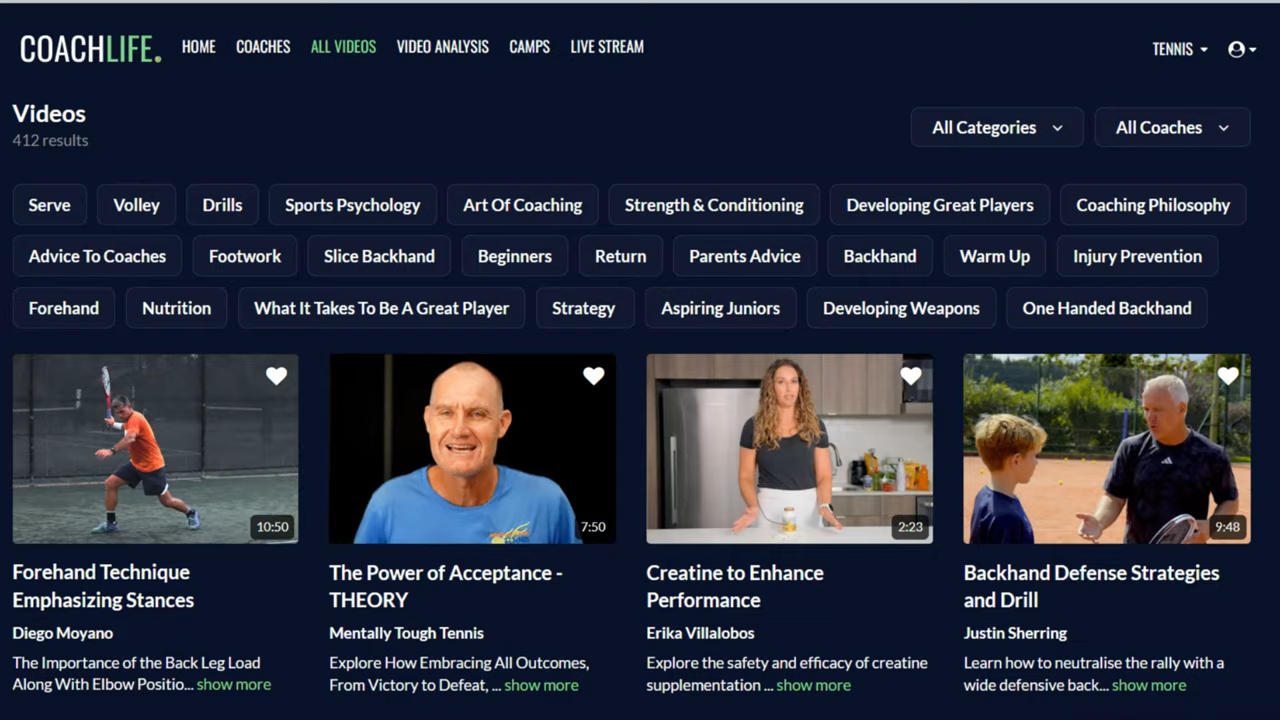 COACHLIFE. HOME COACHES ALL VIDEOS VIDEO ANALYSIS CAMPS LIVE STREAM TENNIS
Videos
412 results
All Categories All Coaches
Serve Volley Drills Sports Psychology Art Of Coaching Strength & Conditioning Developing Great Players Coaching Philosophy
Advice To Coaches Footwork Slice Backhand Beginners Return Parents Advice Backhand Warm Up Injury Prevention
Forehand Nutrition What It Takes To Be A Great Player Strategy Aspiring Juniors Developing Weapons One Handed Backhand
10:50 7:50 2:23 9:48
Forehand Technique
Emphasizing Stances
Diego Moyano
The Importance of the Back Leg Load
Along With Elbow Positio... show more
The Power of Acceptance -
THEORY
Mentally Tough Tennis
Explore How Embracing All Outcomes,
From Victory to Defeat, ... show more
Creatine to Enhance
Performance
Erika Villalobos
Explore the safety and efficacy of creatine
supplementation ... show more
Backhand Defense Strategies
and Drill
Justin Sherring
Learn how to neutralise the rally with a
wide defensive back... show more